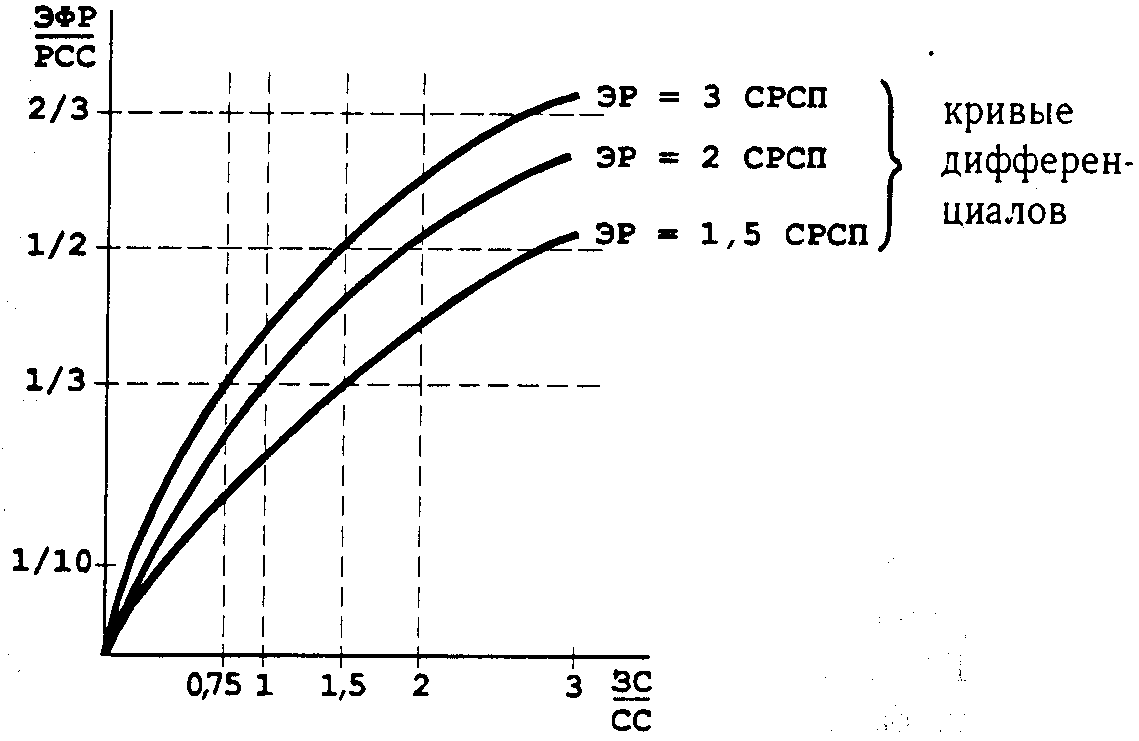 ЭФР
РСС
2/3
ЭР = 3 СРСП
ЭР = 2 СРСП
1/2
ЭР = 1,5 СРСП
кривые
дифферен-
циалов
1/3
1/10
0,75 1 1,5 2 3 ЗС
СС